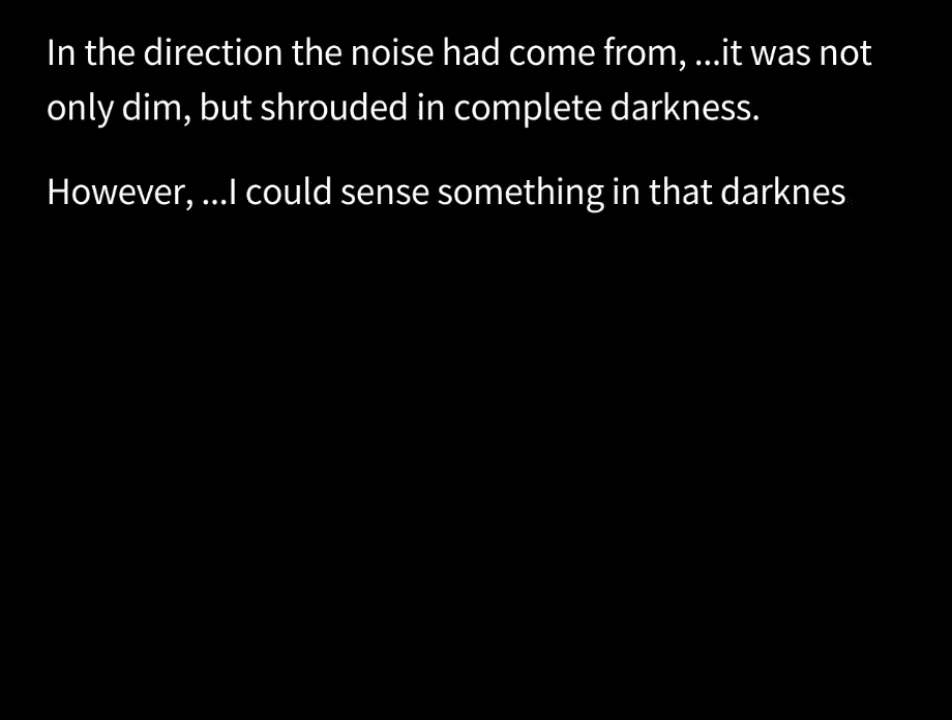 In the direction the noise had come from, ...it was not
only dim, but shrouded in complete darkness.
However, ...I could sense something in that darknes